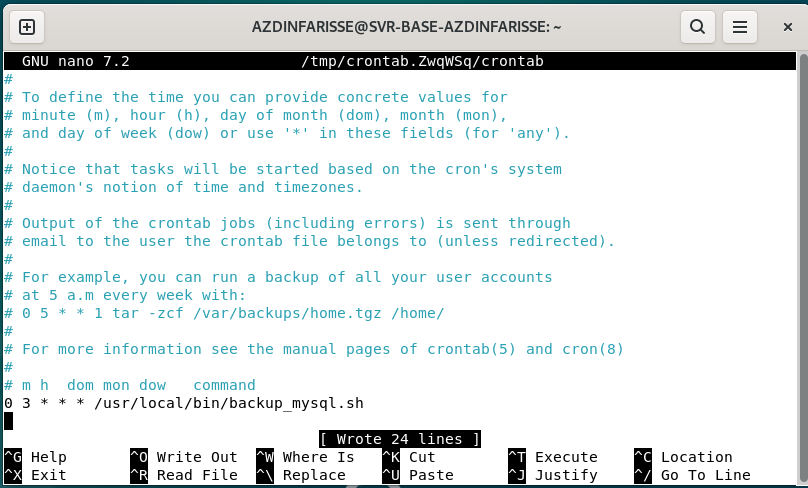 AZDINFARISSE@SVR-BASE-AZDINFARISSE: ~
GNU nano 7.2 /tmp/crontab.ZwqWSq/crontab
#
# To define the time you can provide concrete values for
# minute (m), hour (h), day of month (dom), month (mon),
# and day of week (dow) or use '*' in these fields (for 'any').
#
# Notice that tasks will be started based on the cron's system
# daemon's notion of time and timezones.
#
# Output of the crontab jobs (including errors) is sent through
# email to the user the crontab file belongs to (unless redirected).
#
# For example, you can run a backup of all your user accounts
# at 5 a.m every week with:
# 0 5 * * 1 tar -zcf /var/backups/home.tgz /home/
#
# For more information see the manual pages of crontab(5) and cron(8)
#
# m h  dom mon dow   command
0 3 * * * /usr/local/bin/backup_mysql.sh
[ Wrote 24 lines ]
^G Help ^O Write Out ^W Where Is ^K Cut ^T Execute ^C Location
^X Exit ^R Read File ^\ Replace ^U Paste ^J Justify ^/ Go To Line